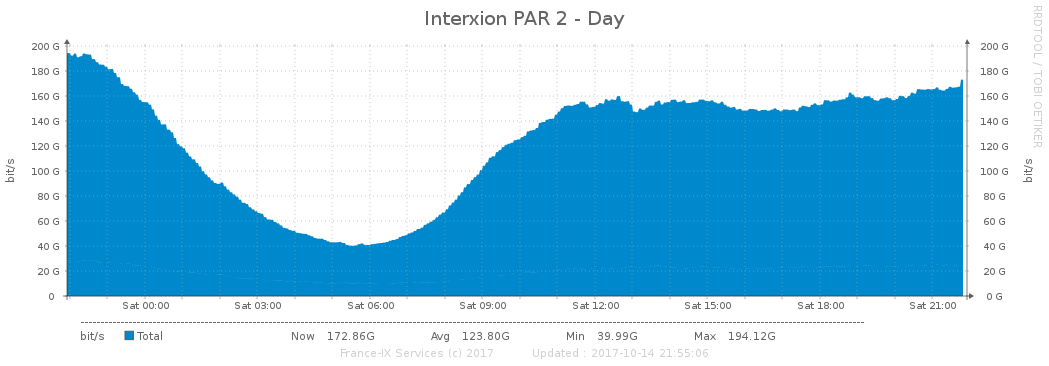 Interxion PAR 2 - Day
RRDTOOL / TOBI OETIKER
bit/s
200 G
180 G
160 G
140 G
120 G
100 G
80 G
60 G
40 G
20 G
0
200 G
180 G
160 G
140 G
120 G
100 G
80 G
60 G
40 G
20 G
0 G
bit/s
Sat 00:00 Sat 03:00 Sat 06:00 Sat 09:00 Sat 12:00 Sat 15:00 Sat 18:00 Sat 21:00
bit/s Total Now 172.86G Avg 123.80G Min 39.99G Max 194.12G
France-IX Services (c) 2017 Updated : 2017-10-14 21:55:06